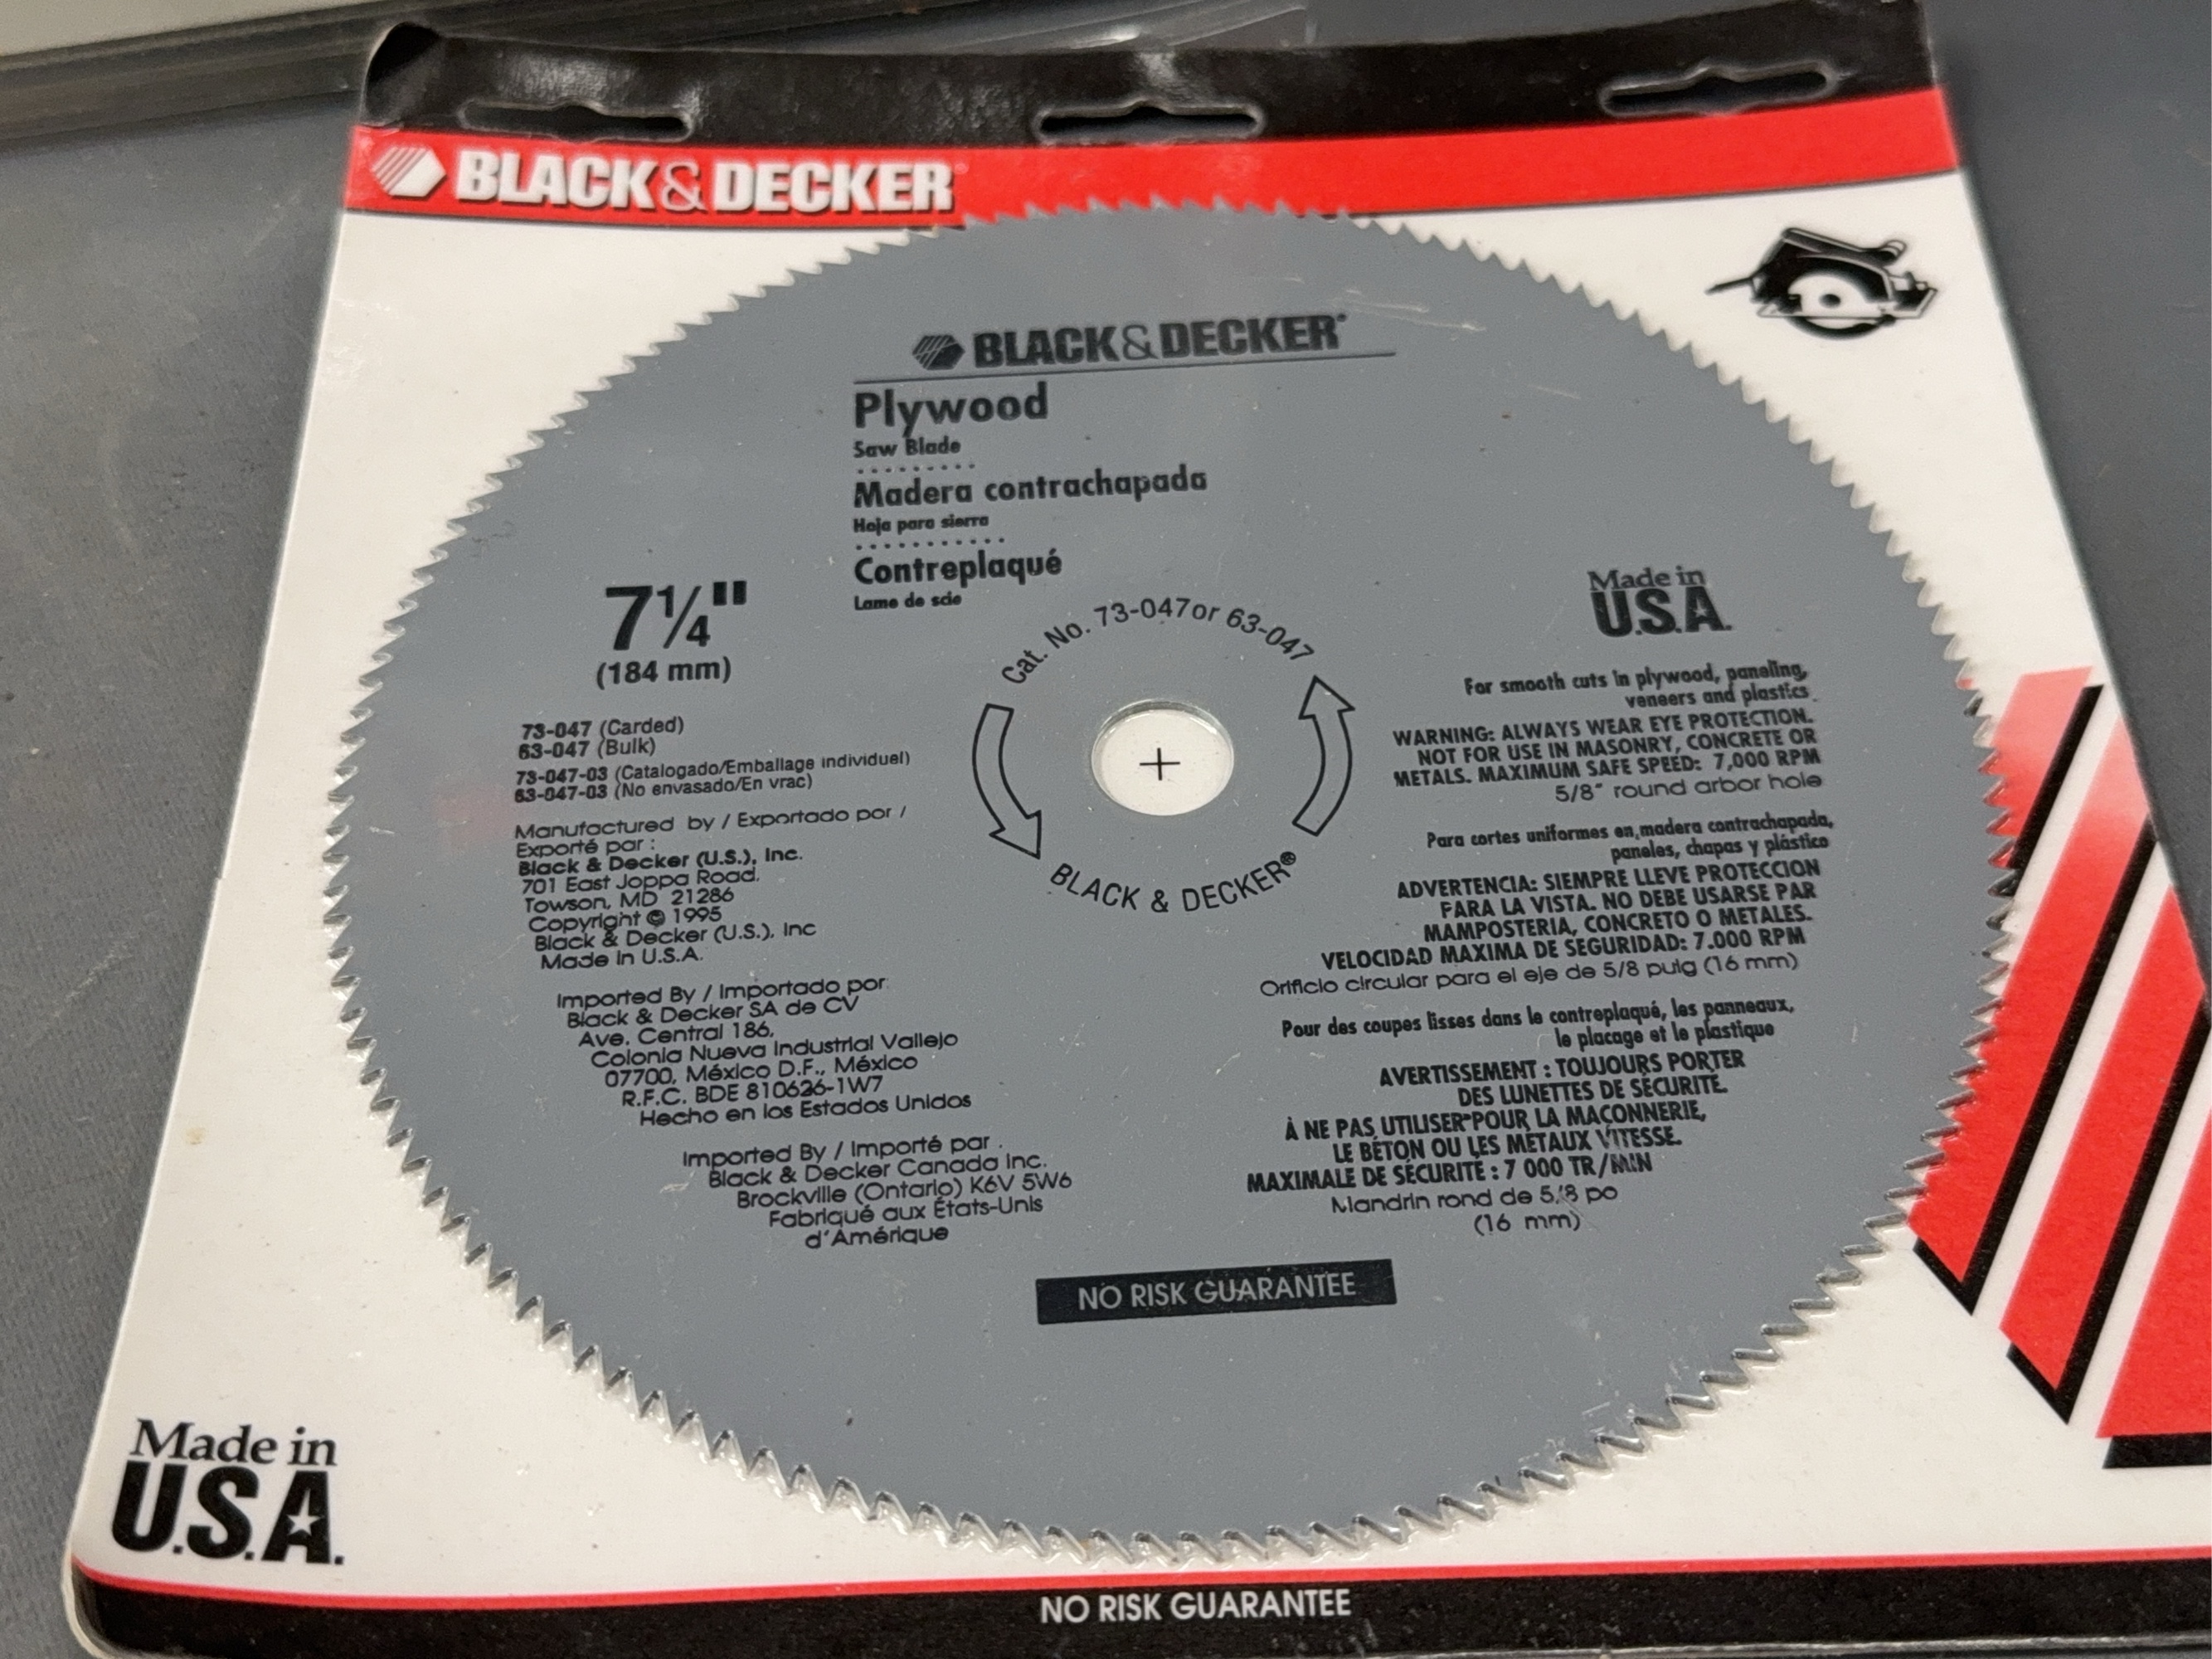 BLACK&DECKER
BLACK&DECKER
Plywood
Saw Blade
Madera contrachapada
Hoja para sierra
Contreplaqué
Lame de scie
7¼"
(184 mm)
73-047 (Carded)
63-047 (Bulk)
73-047-03 (Catalogado/Emballage individuel)
63-047-03 (No envasado/En vrac)
Manufactured by / Exportado por /
Exporté par :
Black & Decker (U.S.), Inc.
701 East Joppa Road,
Towson, MD 21286
Copyright © 1995
Black & Decker (U.S.), Inc
Made In U.S.A.
Imported By / Importado por
Black & Decker SA de CV
Ave. Central 186,
Colonia Nueva Industrial Vallejo
07700, México D.F., México
R.F.C. BDE 810626-1W7
Hecho en los Estados Unidos
Imported By / Importé par .
Black & Decker Canada Inc.
Brockville (Ontario) K6V 5W6
Fabriqué aux États-Unis
d'Amérique
Cat. No. 73-047 or 63-047
BLACK & DECKER®
Made in
U.S.A.
For smooth cuts in plywood, paneling,
veneers and plastics.
WARNING: ALWAYS WEAR EYE PROTECTION.
NOT FOR USE IN MASONRY, CONCRETE OR
METALS. MAXIMUM SAFE SPEED: 7,000 RPM
5/8" round arbor hole
Para cortes uniformes en madera contrachapada,
paneles, chapas y plástico
ADVERTENCIA: SIEMPRE LLEVE PROTECCION
PARA LA VISTA. NO DEBE USARSE PAR
MAMPOSTERIA, CONCRETO O METALES.
VELOCIDAD MAXIMA DE SEGURIDAD: 7.000 RPM
Orificio circular para el eje de 5/8 pulg (16 mm)
Pour des coupes lisses dans le contreplaqué, les panneaux,
le placage et le plastique
AVERTISSEMENT : TOUJOURS PORTER
DES LUNETTES DE SÉCURITÉ.
À NE PAS UTILISER POUR LA MAÇONNERIE,
LE BÉTON OU LES MÉTAUX VITESSE.
MAXIMALE DE SÉCURITÉ : 7 000 TR/MIN
Mandrin rond de 5/8 po
(16 mm)
NO RISK GUARANTEE
Made in
U.S.A.
NO RISK GUARANTEE